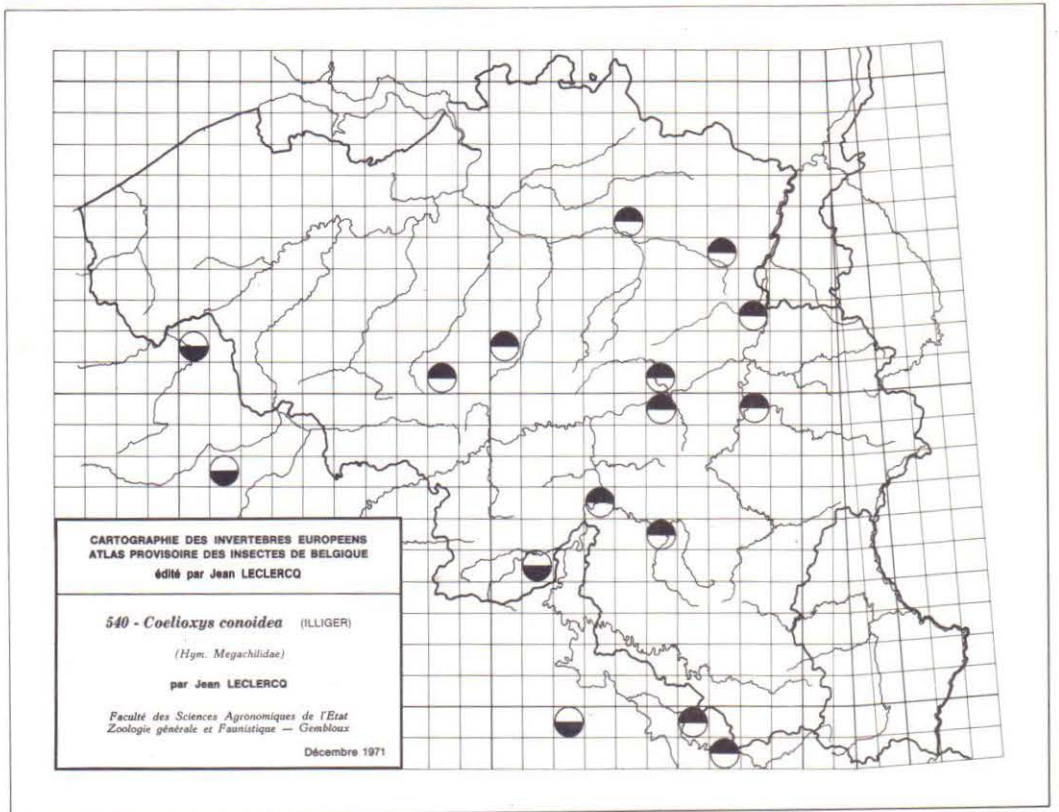 CARTOGRAPHIE DES INVERTEBRES EUROPEENS
ATLAS PROVISOIRE DES INSECTES DE BELGIQUE
édité par Jean LECLERCQ
540 - Coelioxys conoidea (ILLIGER)
(Hym. Megachilidae)
par Jean LECLERCQ
Faculté des Sciences Agronomiques de l'Etat
Zoologie générale et Faunistique — Gembloux
Décembre 1971